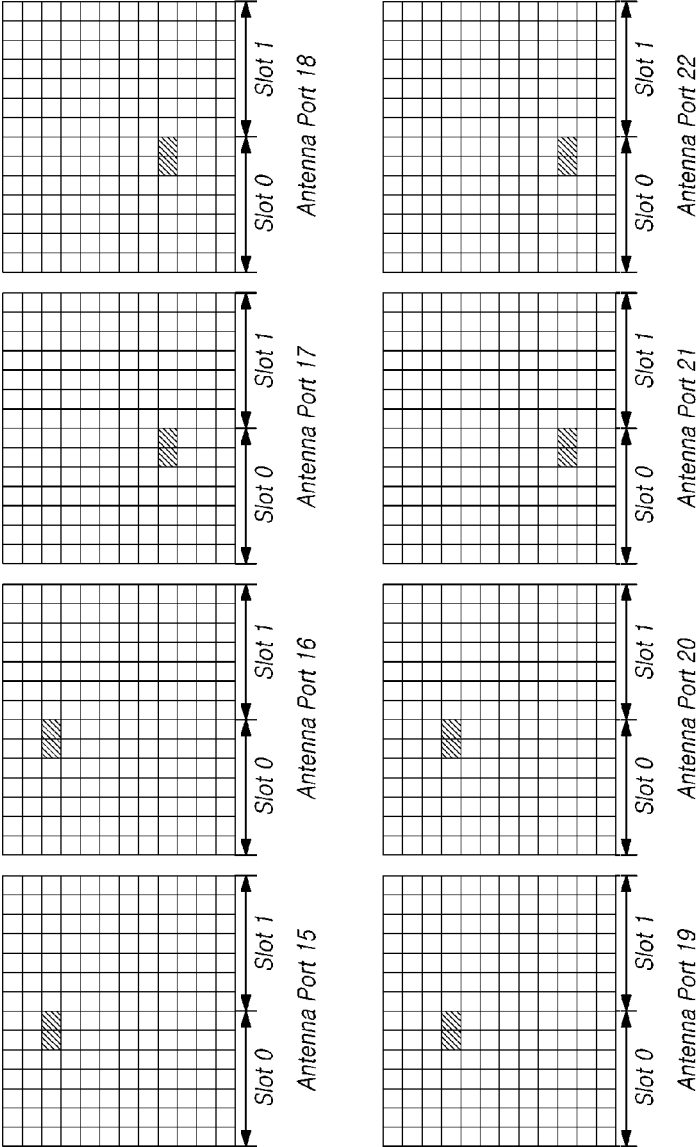 Slot 0 Slot 1
Antenna Port 15
Slot 0 Slot 1
Antenna Port 16
Slot 0 Slot 1
Antenna Port 17
Slot 0 Slot 1
Antenna Port 18
Slot 0 Slot 1
Antenna Port 19
Slot 0 Slot 1
Antenna Port 20
Slot 0 Slot 1
Antenna Port 21
Slot 0 Slot 1
Antenna Port 22